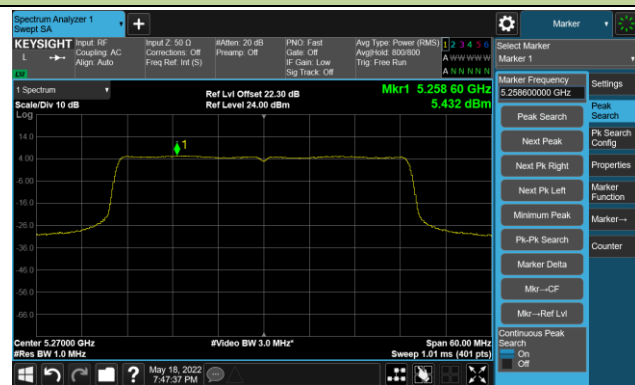 Spectrum Analyzer 1
Swept SA
+
Marker
KEYSIGHT
L
Input: RF
Coupling: AC
Align: Auto
Input Z: 50 Ω
Corrections: Off
Freq Ref: Int (S)
#Atten: 20 dB
Preamp: Off
PNO: Fast
Gate: Off
IF Gain: Low
Sig Track: Off
Avg Type: Power (RMS)
Avg|Hold: 800/800
Trig: Free Run
1 2 3 4 5 6
A W W W W W
A N N N N N
Select Marker
Marker 1
1 Spectrum
Scale/Div 10 dB
Log
Ref Lvl Offset 22.30 dB
Ref Level 24.00 dBm
Mkr1 5.258 60 GHz
5.432 dBm
14.0
4.00
-6.00
-16.0
-26.0
-36.0
-46.0
-56.0
-66.0
1
Center 5.27000 GHz
#Res BW 1.0 MHz
#Video BW 3.0 MHz*
Span 60.00 MHz
Sweep 1.01 ms (401 pts)
Marker Frequency
5.258600000 GHz
Peak Search
Next Peak
Next Pk Right
Next Pk Left
Minimum Peak
Pk-Pk Search
Marker Delta
Mkr→CF
Mkr→Ref Lvl
Continuous Peak
Search
On
Off
Settings
Peak
Search
Pk Search
Config
Properties
Marker
Function
Marker→
Counter
?
May 18, 2022
7:47:37 PM